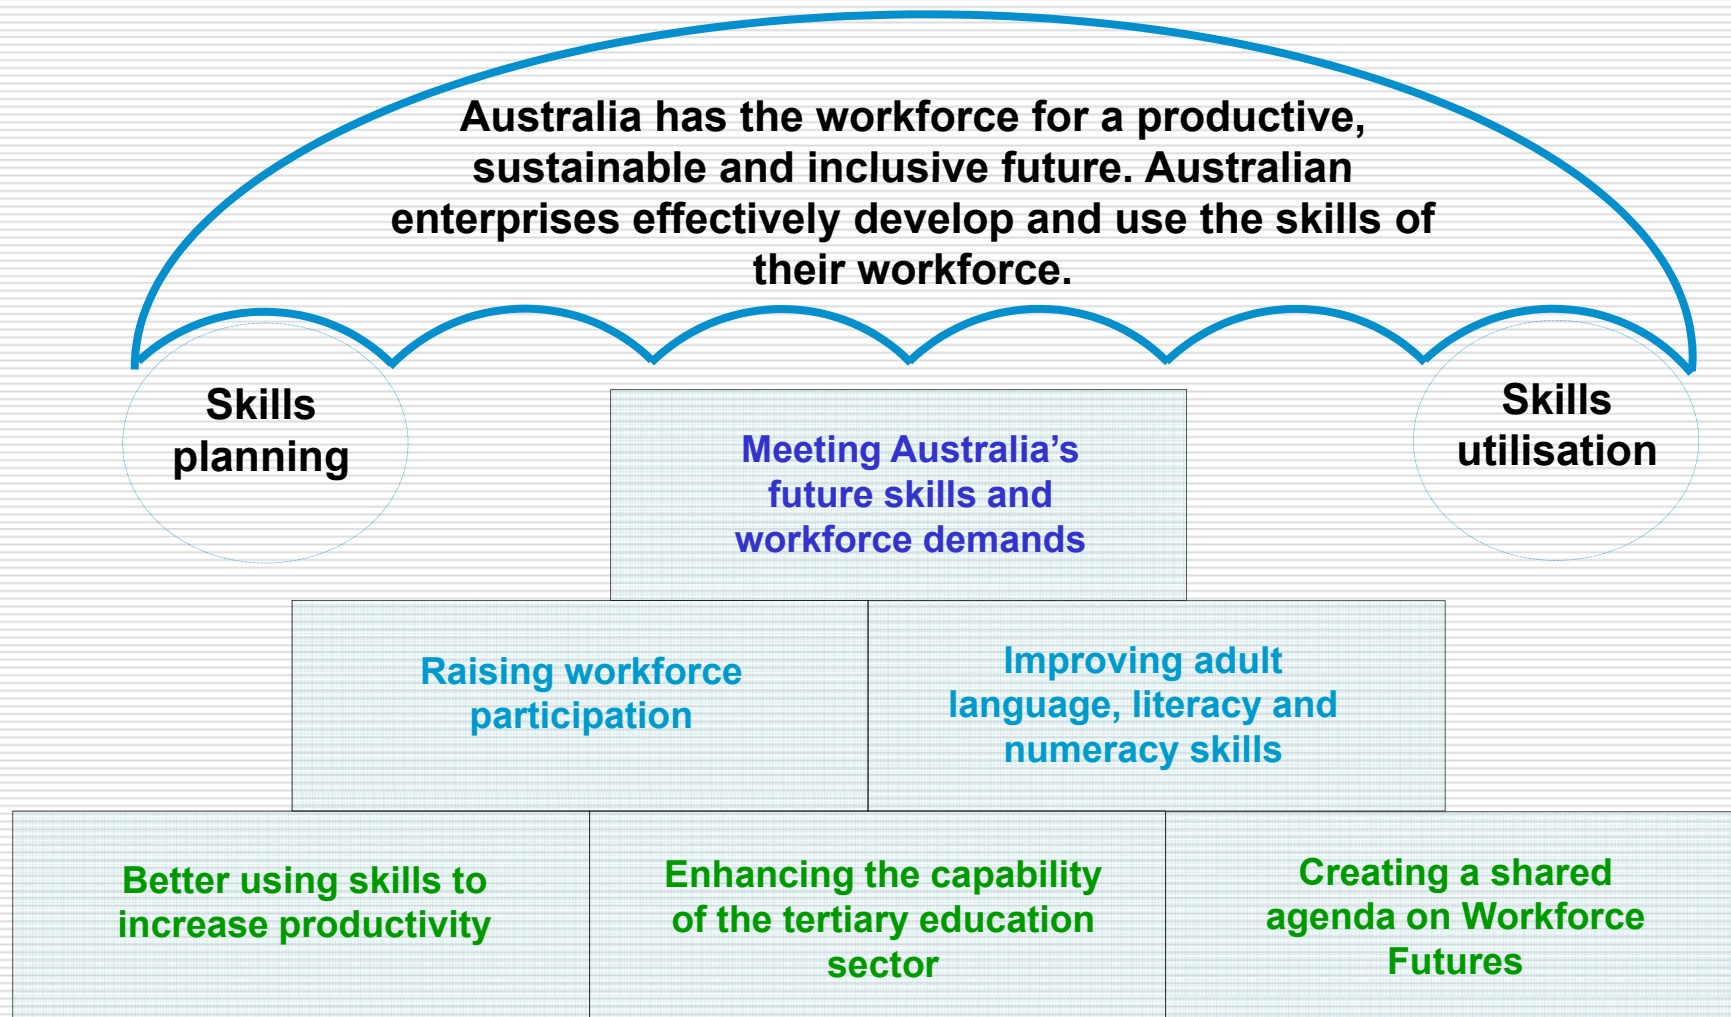 Australia has the workforce for a productive,
sustainable and inclusive future. Australian
enterprises effectively develop and use the skills of
their workforce.
Skills
planning
Skills
utilisation
Meeting Australia’s
future skills and
workforce demands
Raising workforce
participation
Improving adult
language, literacy and
numeracy skills
Better using skills to
increase productivity
Enhancing the capability
of the tertiary education
sector
Creating a shared
agenda on Workforce
Futures